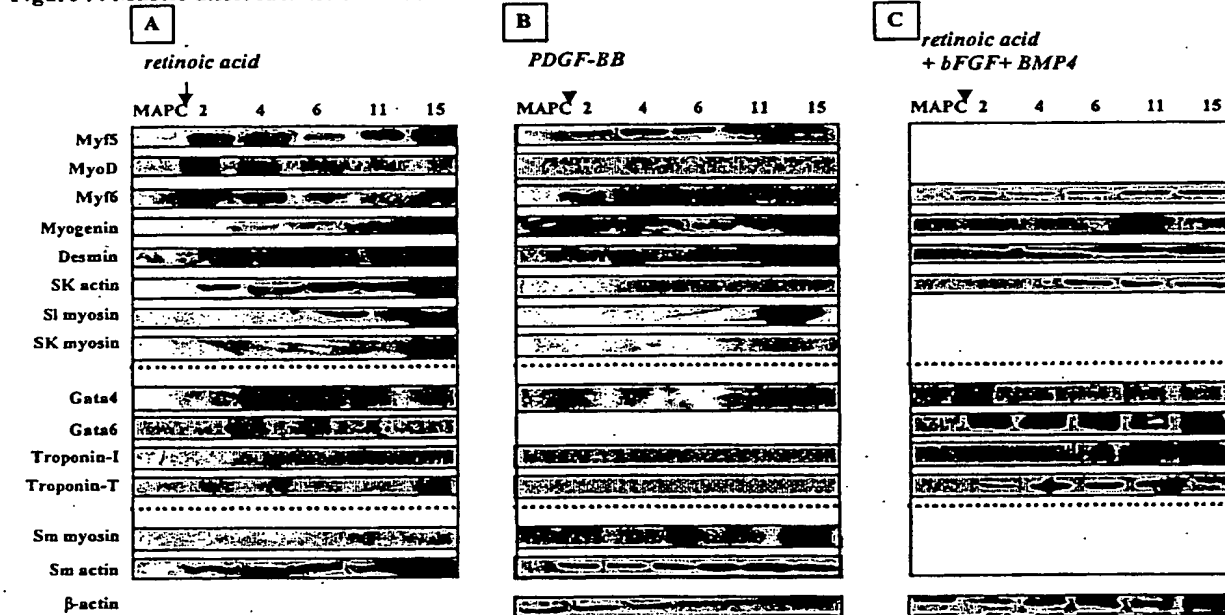 A
B
C
retinoic acid
PDGF-BB
retinoic acid
+ bFGF+ BMP4
MAPC 2 4 6 11 15
MAPC 2 4 6 11 15
MAPC 2 4 6 11 15
Myf5
MyoD
Myf6
Myogenin
Desmin
SK actin
Sl myosin
SK myosin
Gata4
Gata6
Troponin-I
Troponin-T
Sm myosin
Sm actin
β-actin